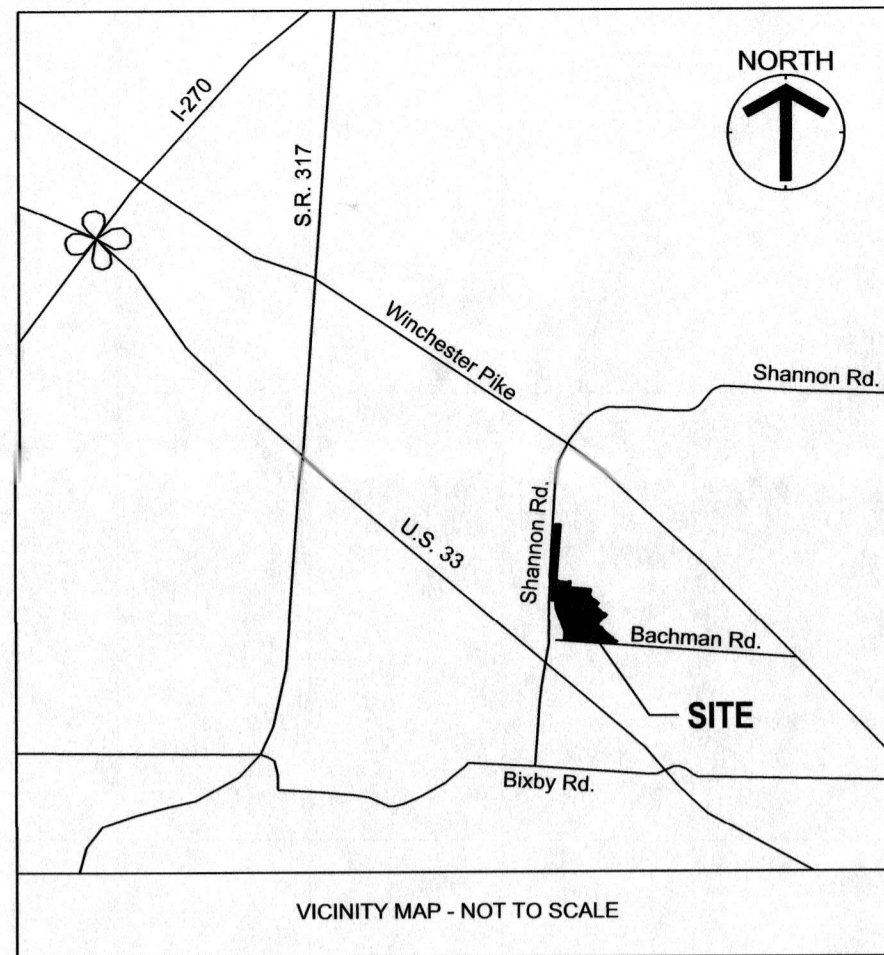 NORTH
I-270
S.R. 317
Winchester Pike
Shannon Rd.
Shannon Rd.
U.S. 33
Bachman Rd.
SITE
Bixby Rd.
VICINITY MAP - NOT TO SCALE